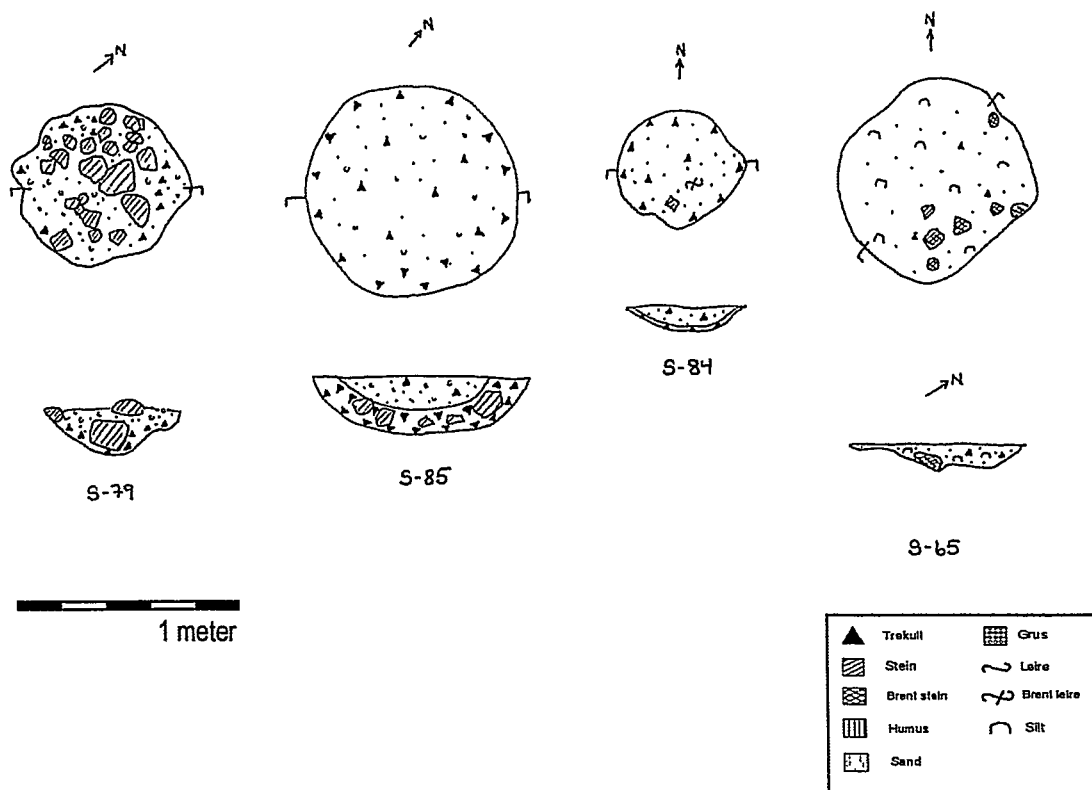 N
N
N
N
S-79
S-85
S-84
N
S-65
1 meter
Trekull
Stein
Brent stein
Humus
Sand
Grus
Leire
Brent leire
Silt